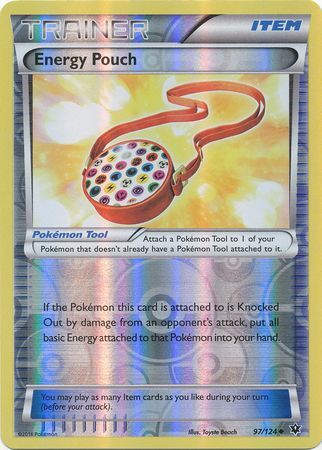 TRAINER
ITEM
Energy Pouch
Pokémon Tool
Attach a Pokémon Tool to 1 of your
Pokémon that doesn't already have a Pokémon Tool attached to it.
If the Pokémon this card is attached to is Knocked
Out by damage from an opponent's attack, put all
basic Energy attached to that Pokémon into your hand.
You may play as many Item cards as you like during your turn
(before your attack).
©2016 Pokémon
Illus. Toyste Beach
97/124